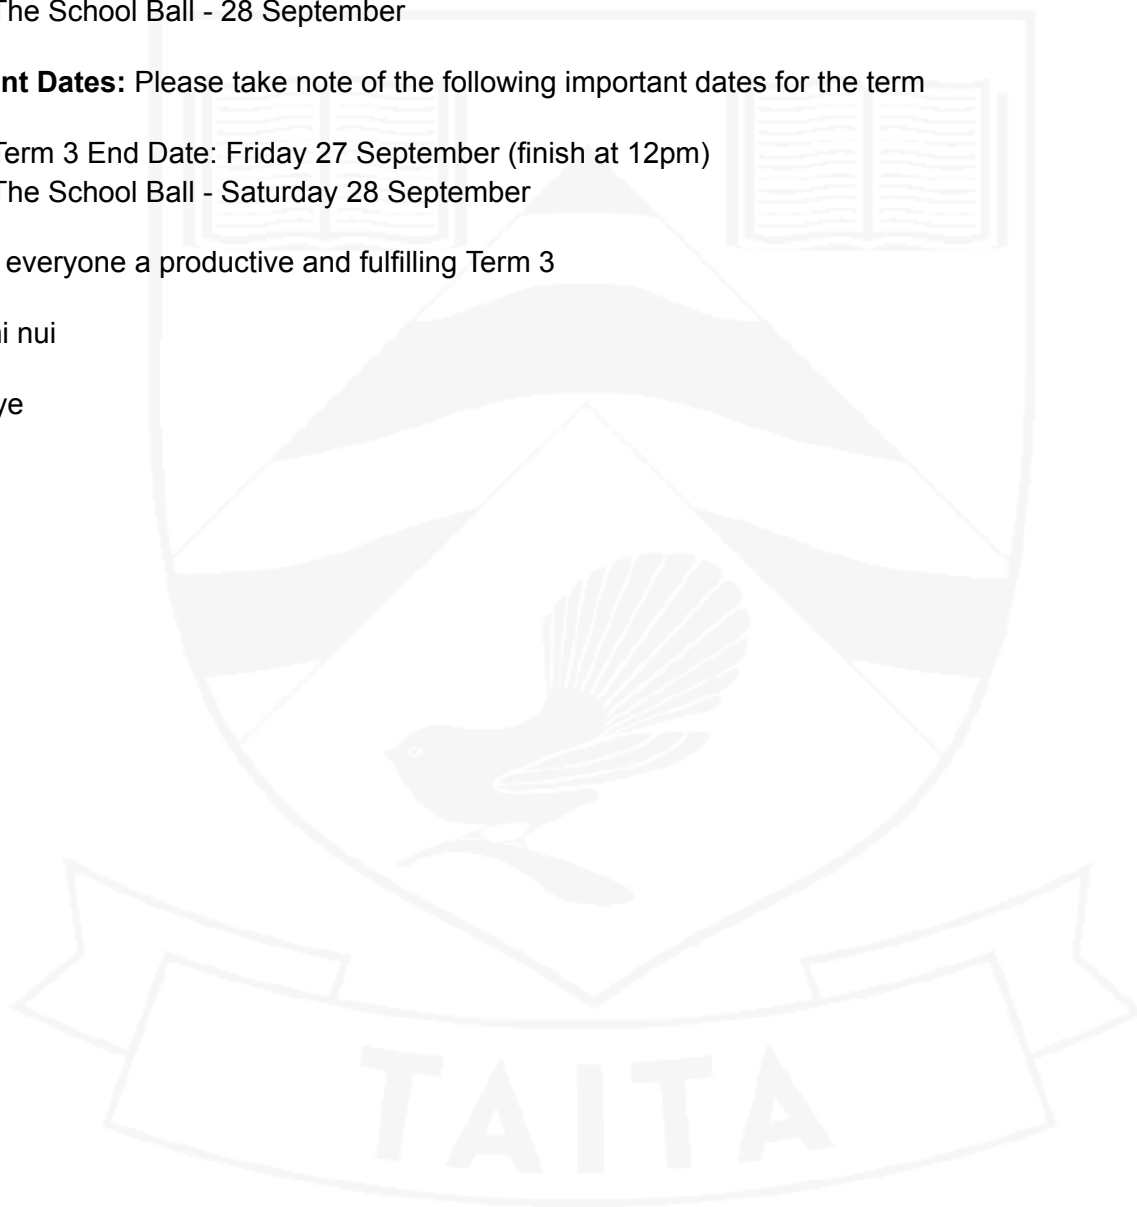 The School Ball - 28 September
nt Dates: Please take note of the following important dates for the term
Term 3 End Date: Friday 27 September (finish at 12pm)
The School Ball - Saturday 28 September
everyone a productive and fulfilling Term 3
i nui
ye
TAITA